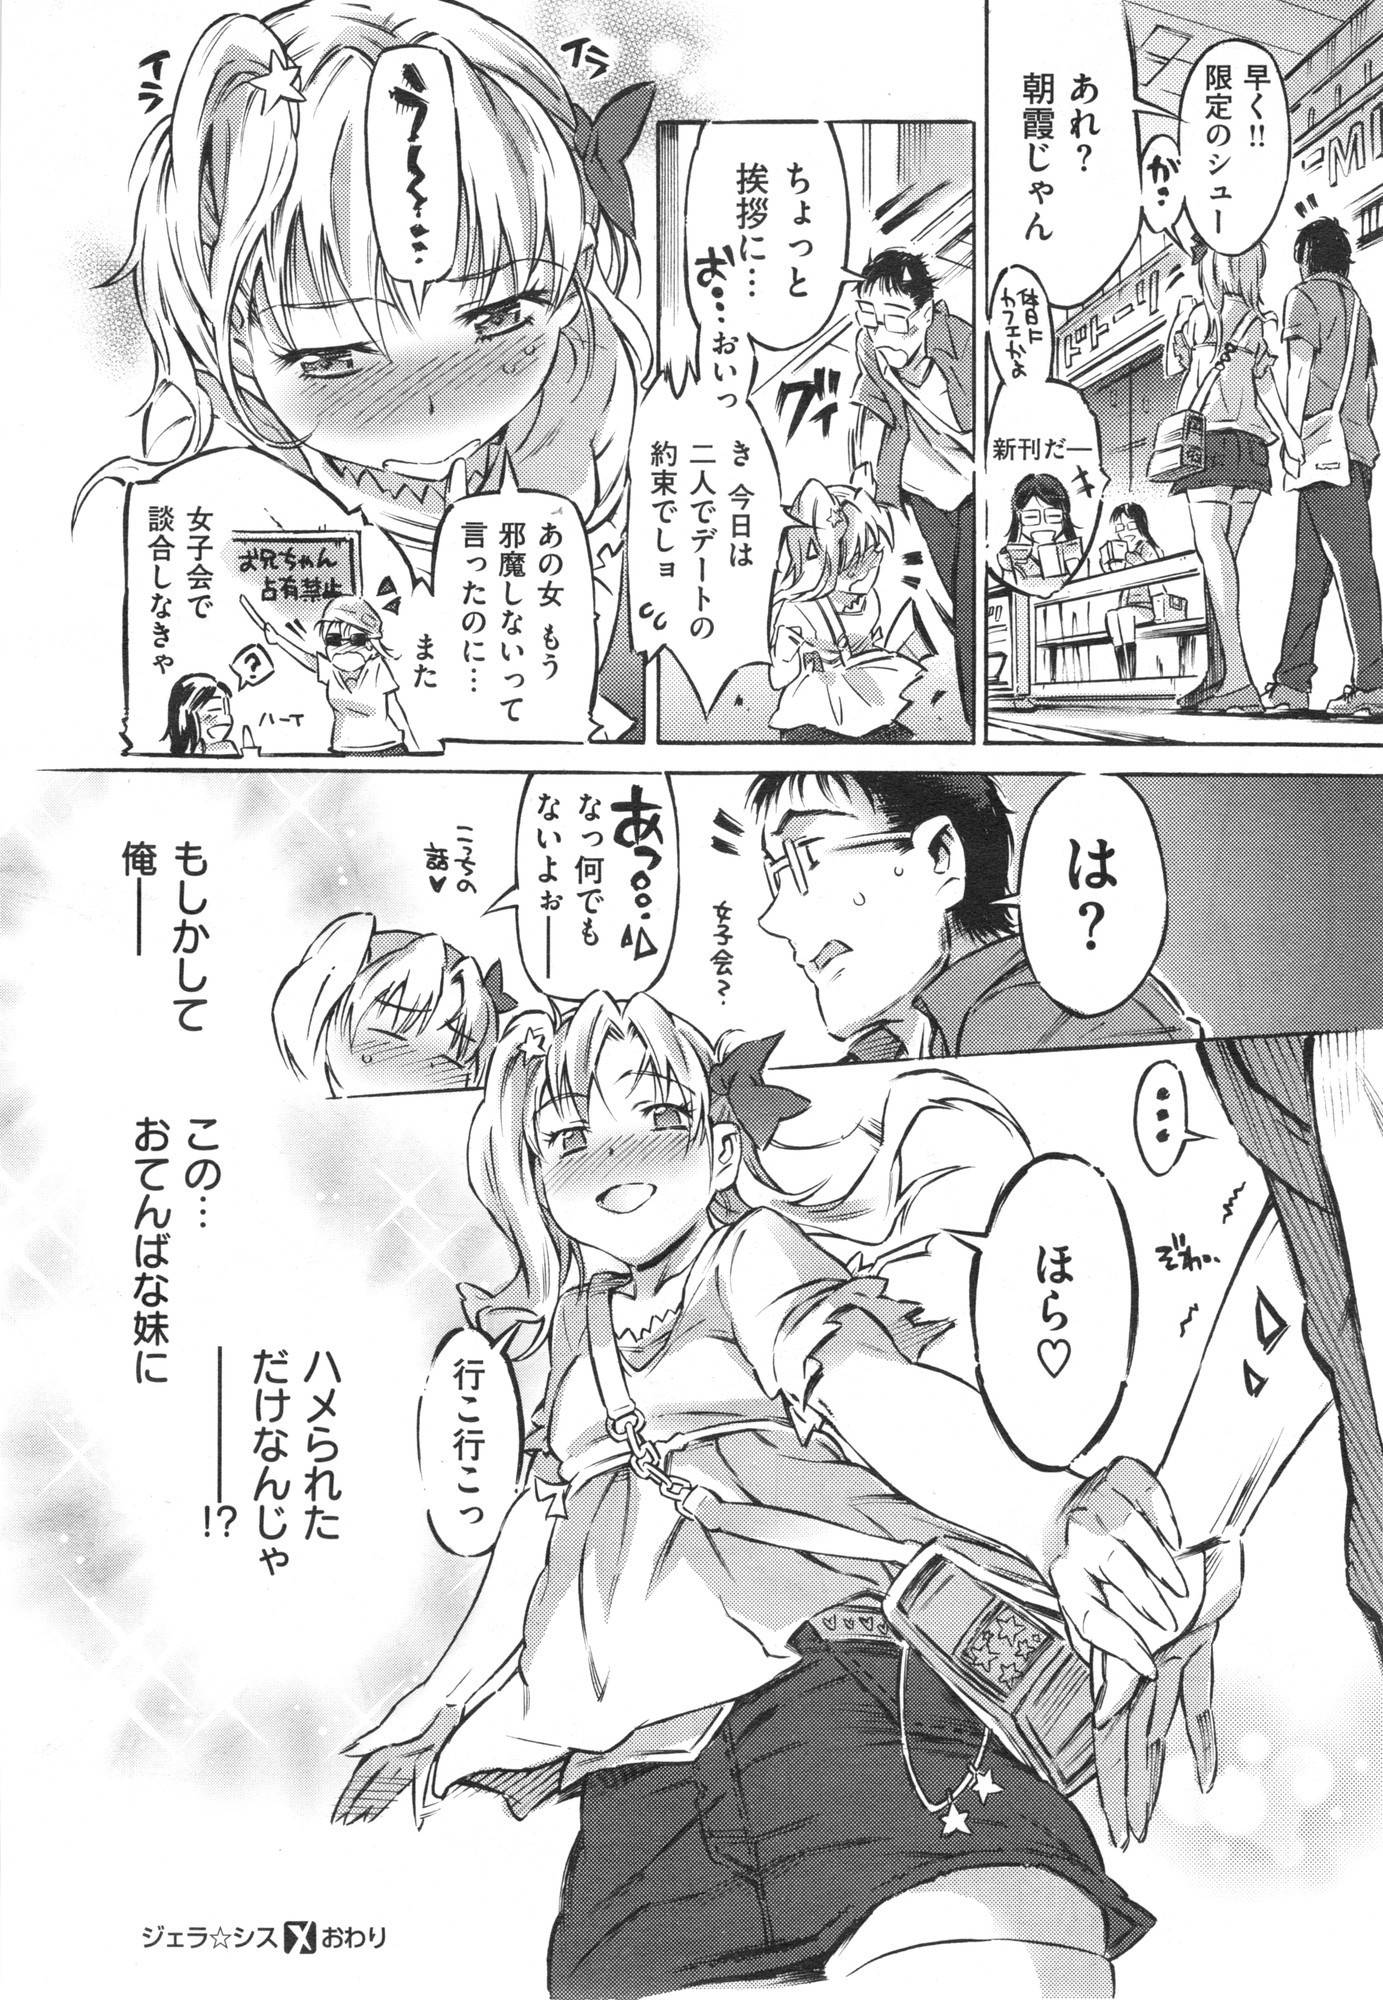 早く!!
限定のシュー
が…
あれ?
朝霞じゃん
休日に
カフェかよ
新刊だ—
-MI
ドトーリ
ちょっと
挨拶に…
お…おいっ
グイ
き 今日は
二人でデートの
約束でしョ
イラ
イラ
う〜〜…
あの女 もう
邪魔しないって
言ったのに…
また
女子会で
談合しなきゃ
お兄ちゃん
占有禁止
?
ハーイ
は?
女子会?
あっ
なっ何でも
ないよぉ——
こっちの
話♥
…
ほら♡
ぞわ…
行こ行こっ
もしかして
俺——
この…
おてんばな妹に
ハメられた
だけなんじゃ
————!?
ジェラ☆シス X おわり